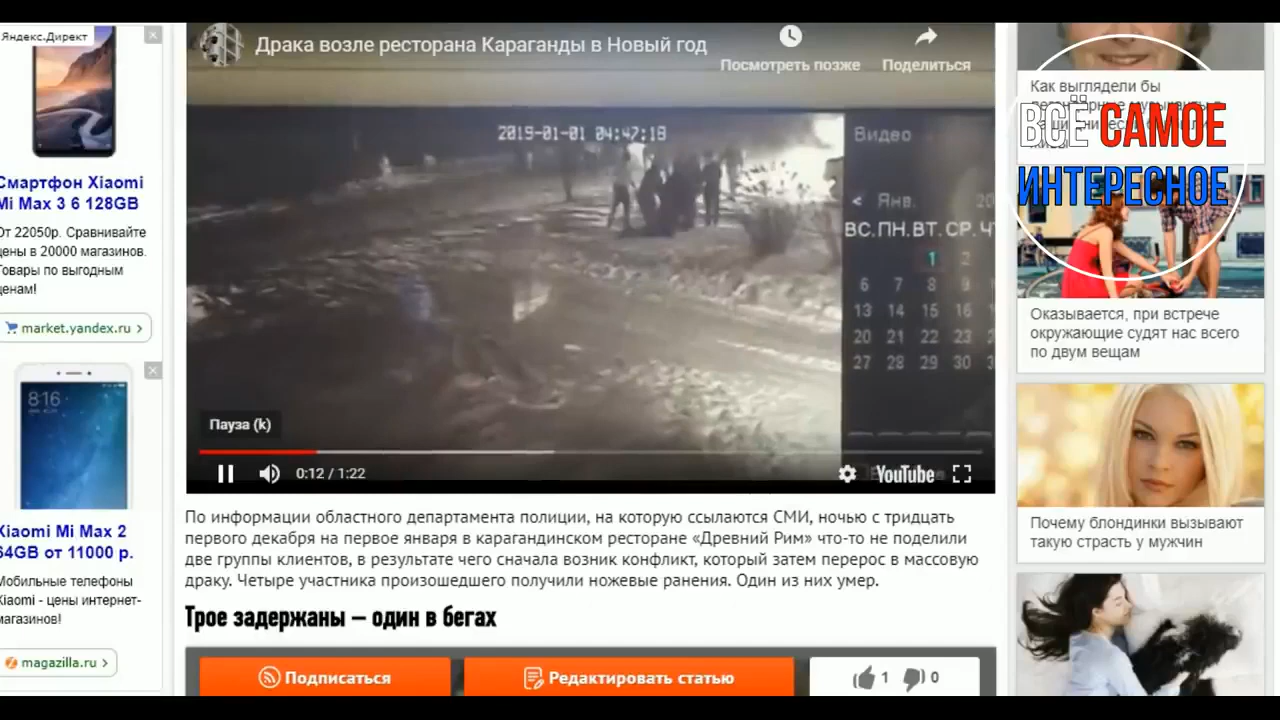 Яндекс.Директ
Смартфон Xiaomi
Mi Max 3 6 128GB
От 22050р. Сравнивайте
цены в 20000 магазинов.
Товары по выгодным
ценам!
market.yandex.ru
8:16
Xiaomi Mi Max 2
64GB от 11000 р.
Мобильные телефоны
Xiaomi - цены интернет-
магазинов!
magazilla.ru
Драка возле ресторана Караганды в Новый год
Посмотреть позже
Поделиться
2019-01-01 04:47:18
Видео
< Янв. 20
ВС. ПН. ВТ. СР. ЧТ
1 2
6 7 8 9
13 14 15 16
20 21 22 23
27 28 29 30
Пауза (k)
0:12 / 1:22
YouTube
По информации областного департамента полиции, на которую ссылаются СМИ, ночью с тридцать
первого декабря на первое января в карагандинском ресторане «Древний Рим» что-то не поделили
две группы клиентов, в результате чего сначала возник конфликт, который затем перерос в массовую
драку. Четыре участника произошедшего получили ножевые ранения. Один из них умер.
Трое задержаны – один в бегах
Подписаться
Редактировать статью
1
0
Как выглядели бы
ВСЁ САМОЕ
ИНТЕРЕСНОЕ
Оказывается, при встрече
окружающие судят нас всего
по двум вещам
Почему блондинки вызывают
такую страсть у мужчин